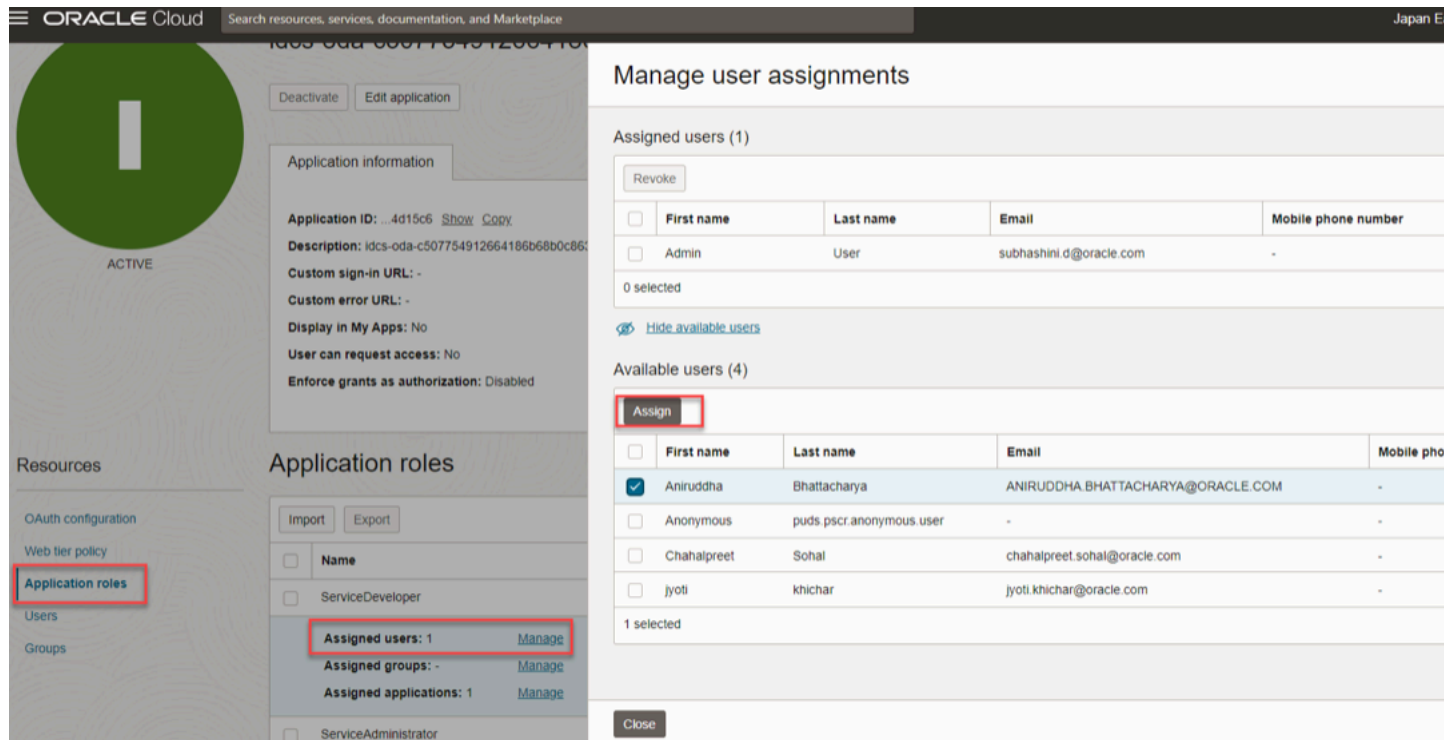 ORACLE Cloud
Search resources, services, documentation, and Marketplace
Japan E
Deactivate
Edit application
Application information
Application ID: ...4d15c6 Show Copy
Description: idcs-oda-c507754912664186b68b0c863
Custom sign-in URL: -
Custom error URL: -
Display in My Apps: No
User can request access: No
Enforce grants as authorization: Disabled
I
ACTIVE
Resources
OAuth configuration
Web tier policy
Application roles
Users
Groups
Application roles
Import
Export
Name
ServiceDeveloper
Assigned users: 1 Manage
Assigned groups: - Manage
Assigned applications: 1 Manage
ServiceAdministrator
Manage user assignments
Assigned users (1)
Revoke
First name Last name Email Mobile phone number
Admin User subhashini.d@oracle.com -
0 selected
Hide available users
Available users (4)
Assign
First name Last name Email Mobile pho
Aniruddha Bhattacharya ANIRUDDHA.BHATTACHARYA@ORACLE.COM -
Anonymous puds.pscr.anonymous.user - -
Chahalpreet Sohal chahalpreet.sohal@oracle.com -
jyoti khichar jyoti.khichar@oracle.com -
1 selected
Close